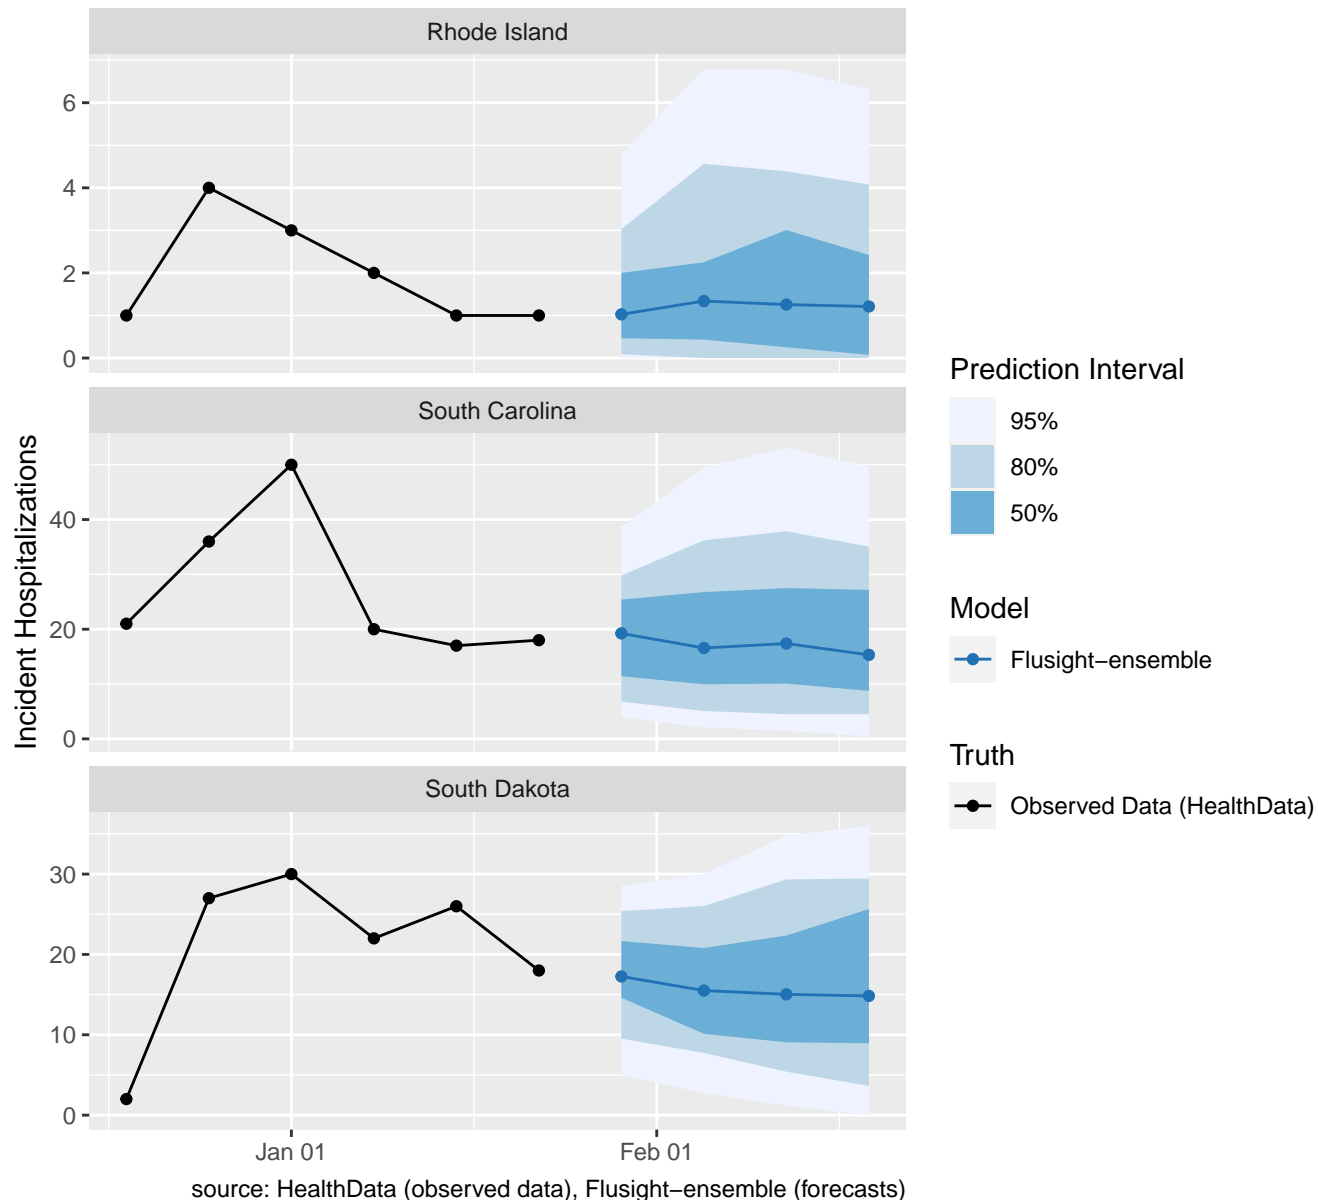 Rhode Island
6
4
2
0
South Carolina
40
20
0
South Dakota
30
20
10
0
Jan 01
Feb 01
Incident Hospitalizations
source: HealthData (observed data), Flusight−ensemble (forecasts)
Prediction Interval
95%
80%
50%
Model
Flusight−ensemble
Truth
Observed Data (HealthData)